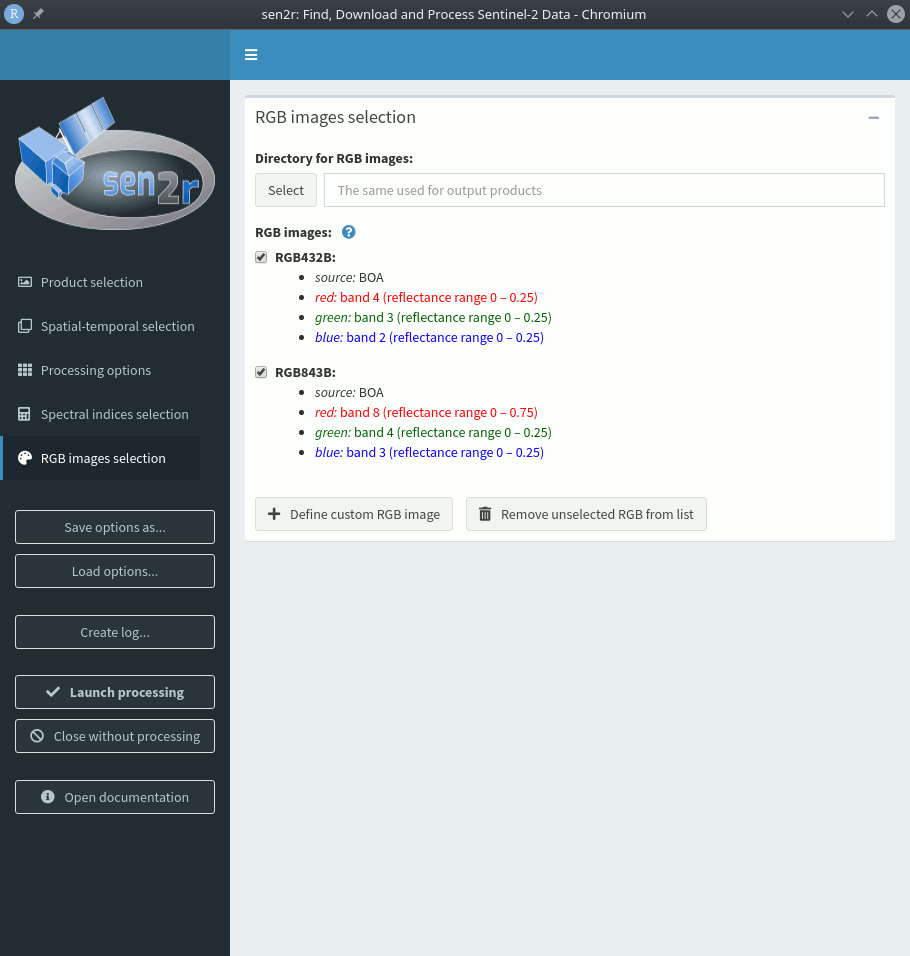 R
sen2r: Find, Download and Process Sentinel-2 Data - Chromium
sen2r
Product selection
Spatial-temporal selection
Processing options
Spectral indices selection
RGB images selection
Save options as...
Load options...
Create log...
Launch processing
Close without processing
Open documentation
RGB images selection
Directory for RGB images:
Select The same used for output products
RGB images:
RGB432B:
• source: BOA
• red: band 4 (reflectance range 0 – 0.25)
• green: band 3 (reflectance range 0 – 0.25)
• blue: band 2 (reflectance range 0 – 0.25)
RGB843B:
• source: BOA
• red: band 8 (reflectance range 0 – 0.75)
• green: band 4 (reflectance range 0 – 0.25)
• blue: band 3 (reflectance range 0 – 0.25)
Define custom RGB image Remove unselected RGB from list